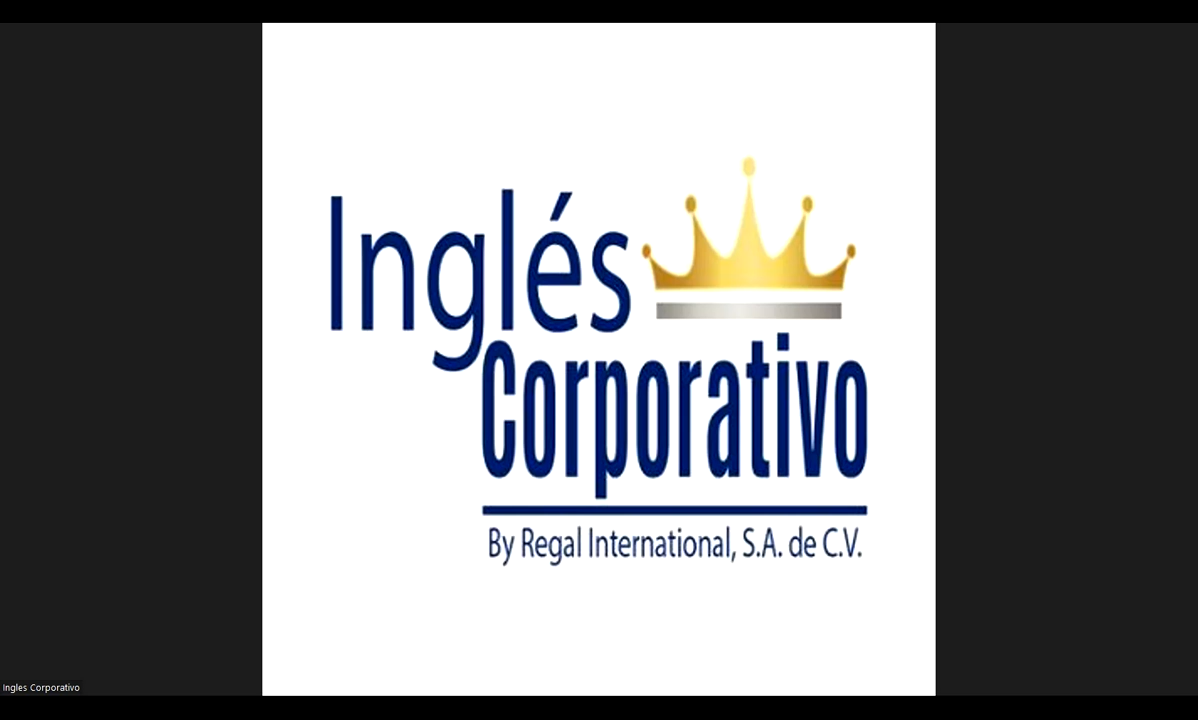 Inglés
Corporativo
By Regal International, S.A. de C.V.
Ingles Corporativo